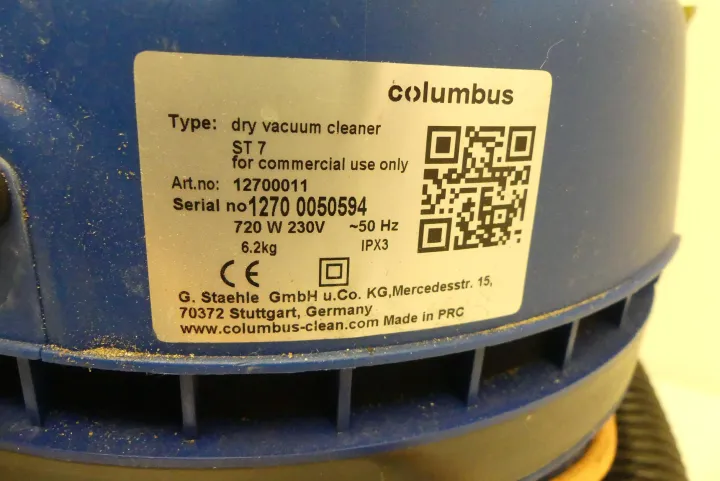 columbus
Type: dry vacuum cleaner
ST 7
for commercial use only
Art.no: 12700011
Serial no 1270 0050594
720 W 230V ~50 Hz
6.2kg IPX3
CE
G. Staehle GmbH u.Co. KG,Mercedesstr. 15,
70372 Stuttgart, Germany
www.columbus-clean.com Made in PRC